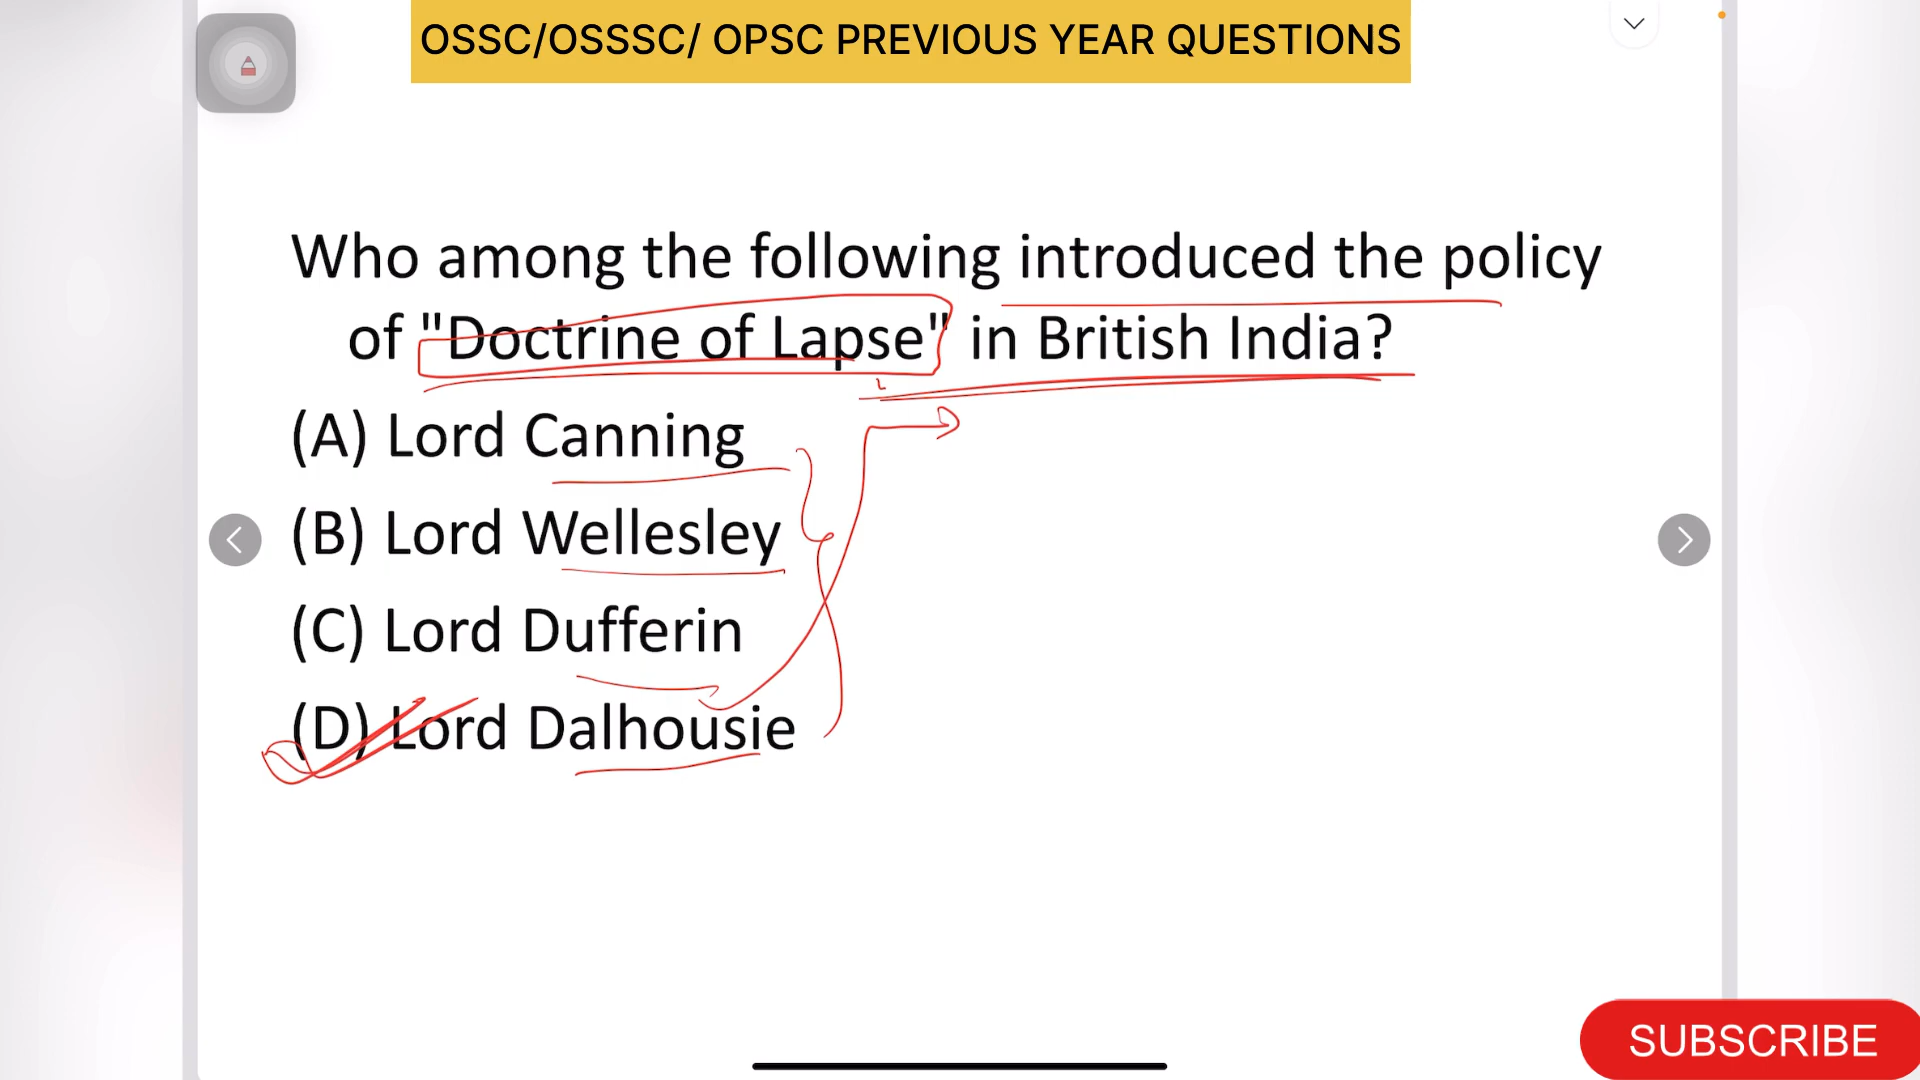 OSSC/OSSSC/ OPSC PREVIOUS YEAR QUESTIONS
Who among the following introduced the policy
of "Doctrine of Lapse" in British India?
(A) Lord Canning
(B) Lord Wellesley
(C) Lord Dufferin
(D) Lord Dalhousie
SUBSCRIBE